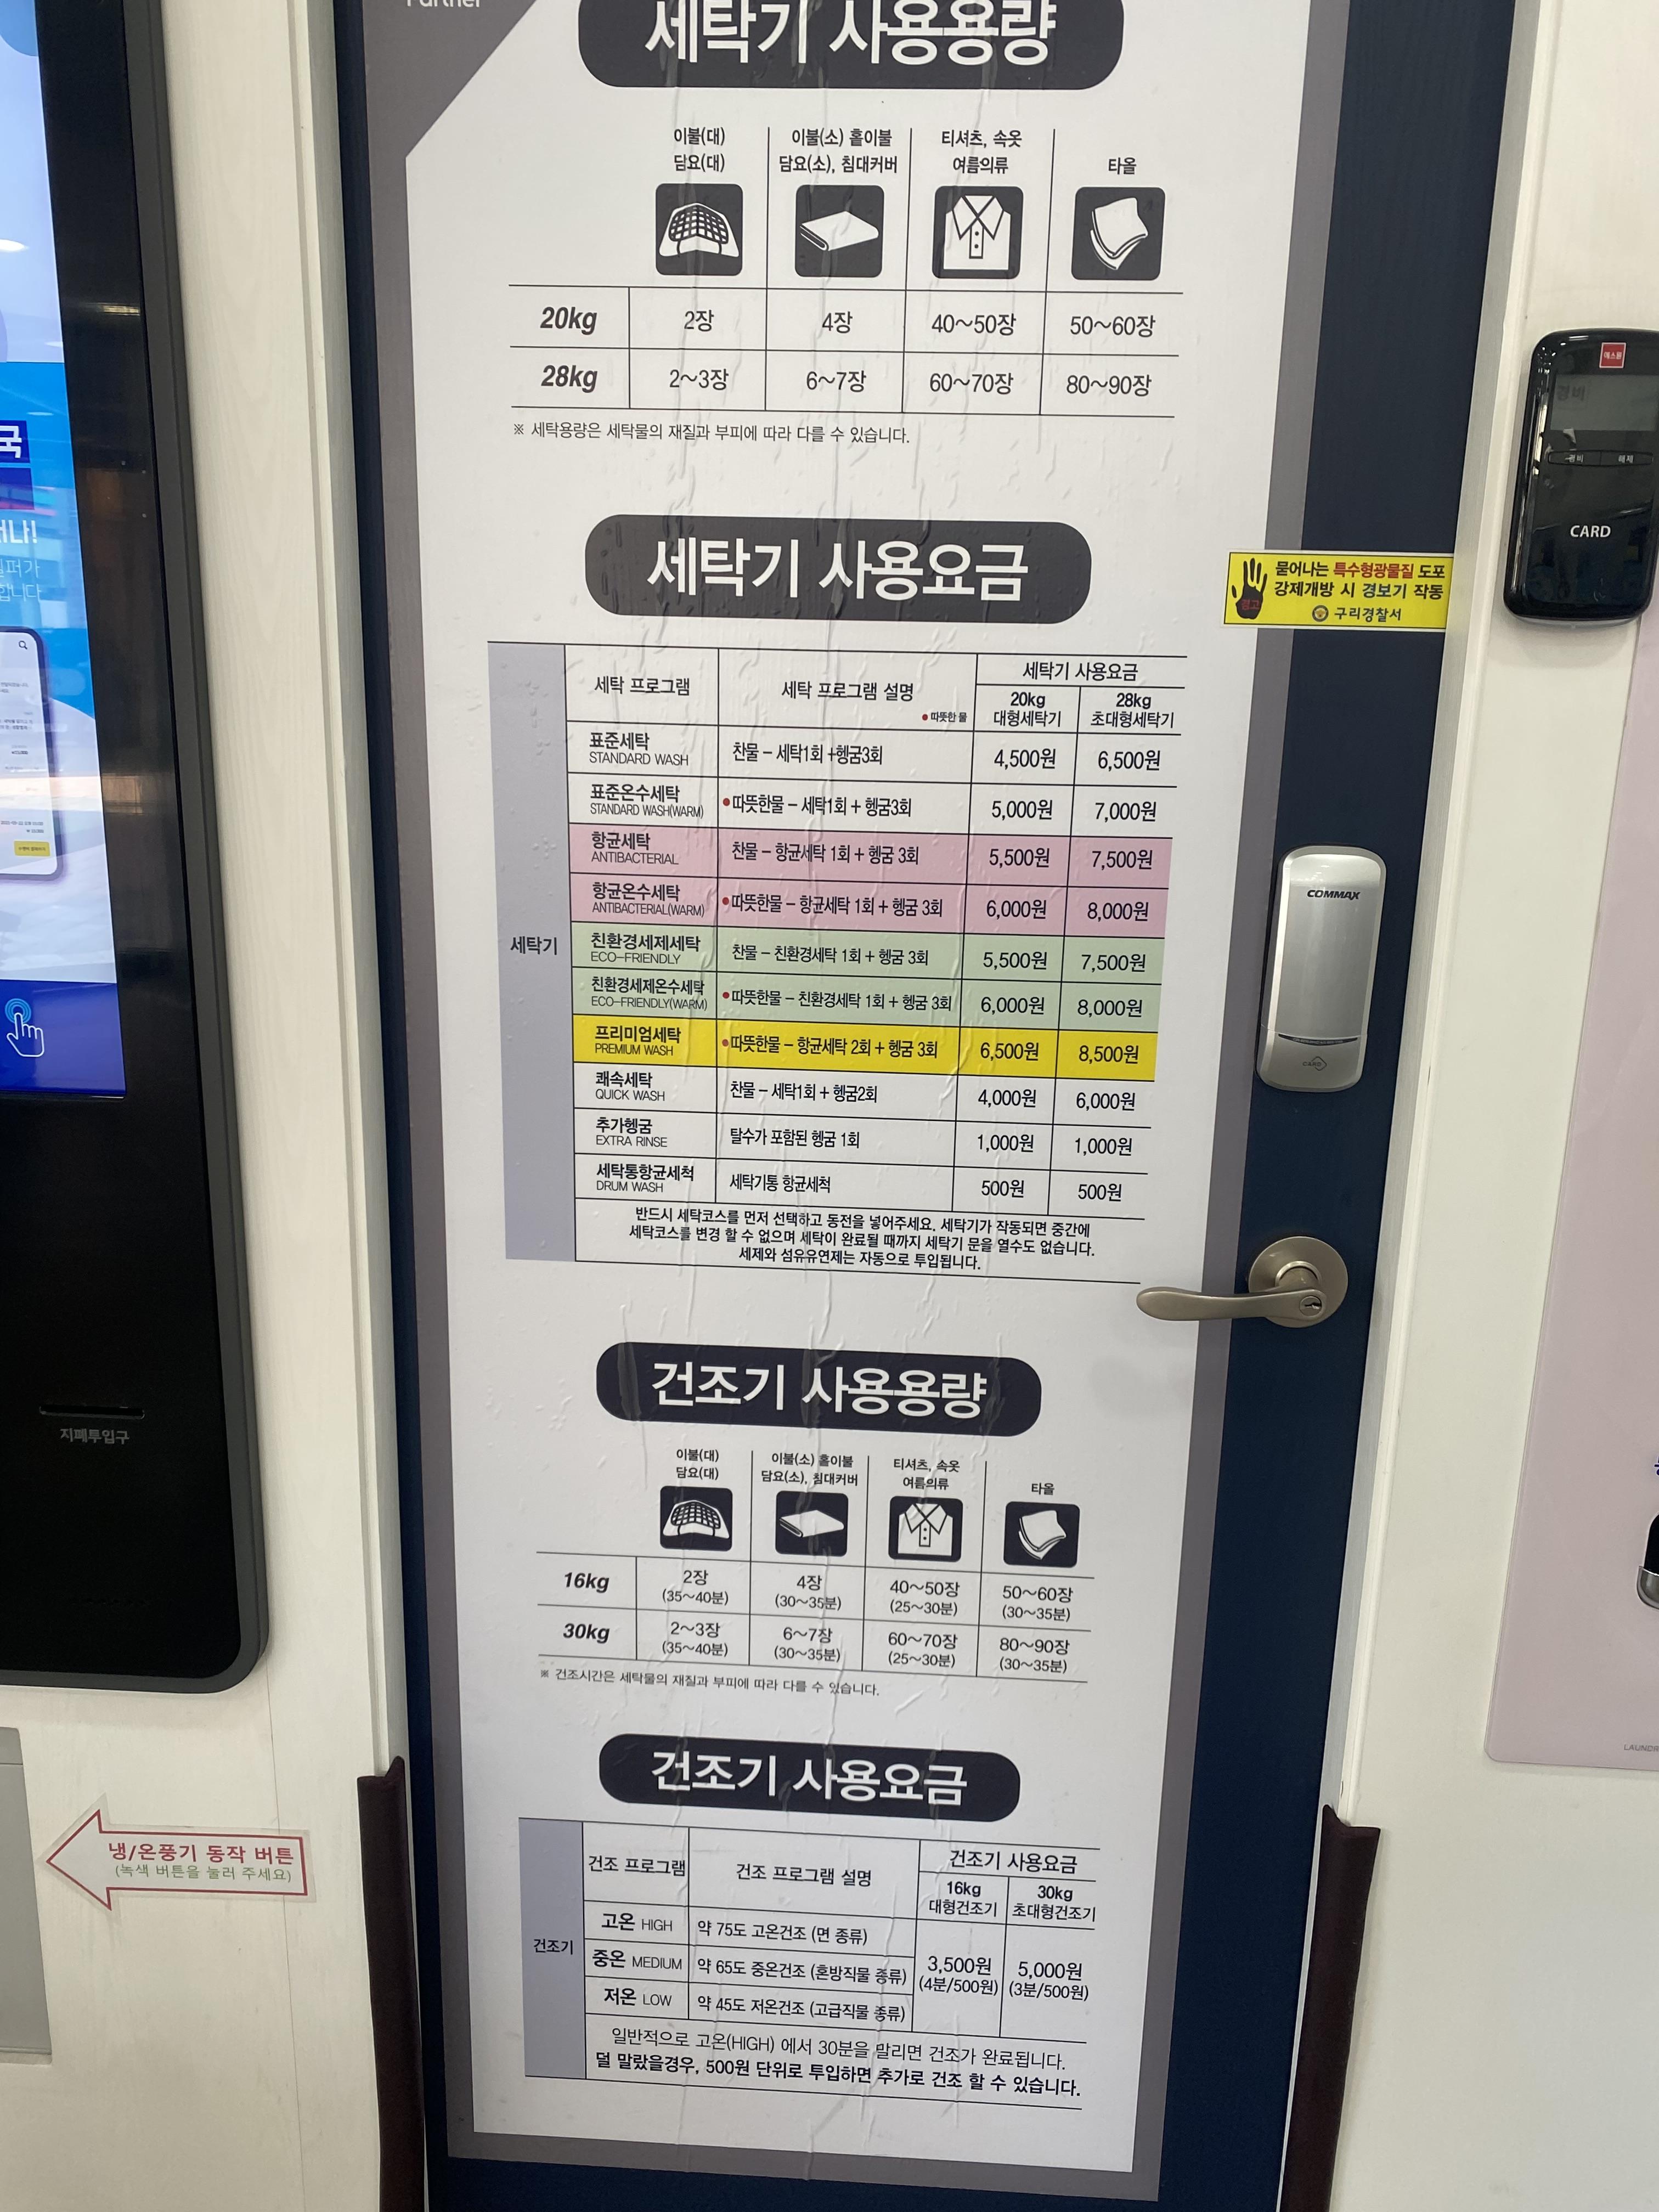 Partner
세탁기 사용용량
이불(대)
담요(대)
이불(소) 홑이불
담요(소), 침대커버
티셔츠, 속옷
여름의류
타올
20kg 2장 4장 40~50장 50~60장
28kg 2~3장 6~7장 60~70장 80~90장
※ 세탁용량은 세탁물의 재질과 부피에 따라 다를 수 있습니다.
세탁기 사용요금
세탁 프로그램 세탁 프로그램 설명 세탁기 사용요금
● 따뜻한 물
20kg
대형세탁기
28kg
초대형세탁기
세탁기
표준세탁
STANDARD WASH
찬물 – 세탁1회 +헹굼3회 4,500원 6,500원
표준온수세탁
STANDARD WASH(WARM)
●따뜻한물 – 세탁1회 + 헹굼3회 5,000원 7,000원
항균세탁
ANTIBACTERIAL
찬물 – 항균세탁 1회 + 헹굼 3회 5,500원 7,500원
항균온수세탁
ANTIBACTERIAL(WARM)
●따뜻한물 – 항균세탁 1회 + 헹굼 3회 6,000원 8,000원
친환경세제세탁
ECO-FRIENDLY
찬물 – 친환경세탁 1회 + 헹굼 3회 5,500원 7,500원
친환경세제온수세탁
ECO-FRIENDLY(WARM)
●따뜻한물 – 친환경세탁 1회 + 헹굼 3회 6,000원 8,000원
프리미엄세탁
PREMIUM WASH
●따뜻한물 – 항균세탁 2회 + 헹굼 3회 6,500원 8,500원
쾌속세탁
QUICK WASH
찬물 – 세탁1회 + 헹굼2회 4,000원 6,000원
추가헹굼
EXTRA RINSE
탈수가 포함된 헹굼 1회 1,000원 1,000원
세탁통항균세척
DRUM WASH
세탁기통 항균세척 500원 500원
반드시 세탁코스를 먼저 선택하고 동전을 넣어주세요. 세탁기가 작동되면 중간에
세탁코스를 변경 할 수 없으며 세탁이 완료될 때까지 세탁기 문을 열수도 없습니다.
세제와 섬유유연제는 자동으로 투입됩니다.
건조기 사용용량
이불(대)
담요(대)
이불(소) 홑이불
담요(소), 침대커버
티셔츠, 속옷
여름의류
타올
16kg 2장 4장 40~50장 50~60장
(35~40분) (30~35분) (25~30분) (30~35분)
30kg 2~3장 6~7장 60~70장 80~90장
(35~40분) (30~35분) (25~30분) (30~35분)
※ 건조시간은 세탁물의 재질과 부피에 따라 다를 수 있습니다.
건조기 사용요금
건조 프로그램 건조 프로그램 설명 건조기 사용요금
16kg
대형건조기
30kg
초대형건조기
건조기
고온 HIGH 약 75도 고온건조 (면 종류)
중온 MEDIUM 약 65도 중온건조 (혼방직물 종류)
저온 LOW 약 45도 저온건조 (고급직물 종류)
3,500원
(4분/500원)
5,000원
(3분/500원)
일반적으로 고온(HIGH) 에서 30분을 말리면 건조가 완료됩니다.
덜 말랐을경우, 500원 단위로 투입하면 추가로 건조 할 수 있습니다.
경고
묻어나는 특수형광물질 도포
강제개방 시 경보기 작동
구리경찰서
에스원
경비
경비 해제
CARD
COMMAX
CARD
지폐투입구
냉/온풍기 동작 버튼
(녹색 버튼을 눌러 주세요)